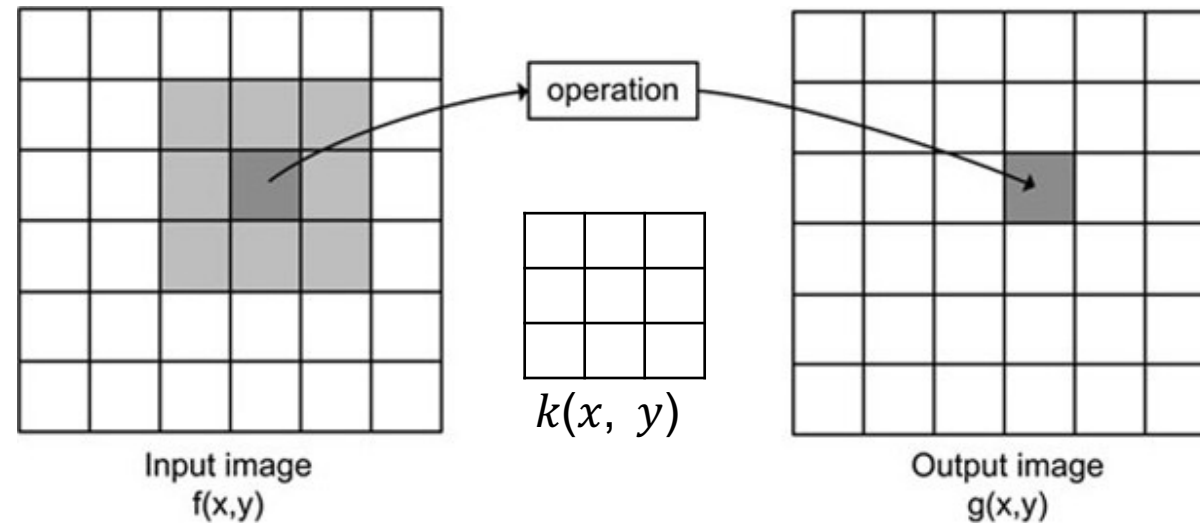 operation
k(x, y)
Input image
f(x,y)
Output image
g(x,y)